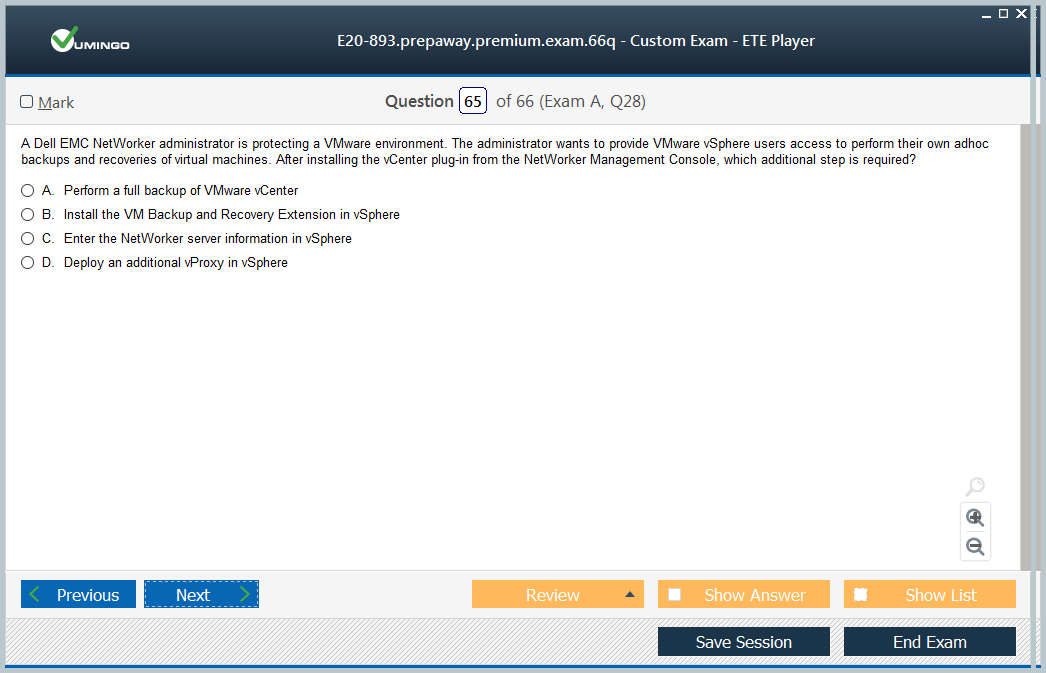 VUMINGO
E20-893.prepaway.premium.exam.66q - Custom Exam - ETE Player
Mark
Question 65 of 66 (Exam A, Q28)
A Dell EMC NetWorker administrator is protecting a VMware environment. The administrator wants to provide VMware vSphere users access to perform their own adhoc
backups and recoveries of virtual machines. After installing the vCenter plug-in from the NetWorker Management Console, which additional step is required?
A. Perform a full backup of VMware vCenter
B. Install the VM Backup and Recovery Extension in vSphere
C. Enter the NetWorker server information in vSphere
D. Deploy an additional vProxy in vSphere
Previous
Next
Review
Show Answer
Show List
Save Session
End Exam